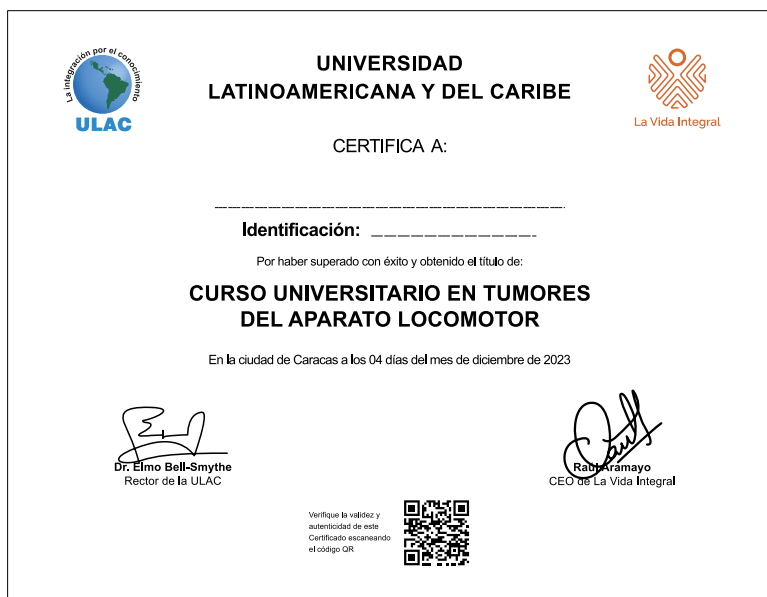 La integración por el conocimiento
ULAC
UNIVERSIDAD
LATINOAMERICANA Y DEL CARIBE
La Vida Integral
CERTIFICA A:
Identificación:
Por haber superado con éxito y obtenido el título de:
CURSO UNIVERSITARIO EN TUMORES
DEL APARATO LOCOMOTOR
En la ciudad de Caracas a los 04 días del mes de diciembre de 2023
Dr. Elmo Bell-Smythe
Rector de la ULAC
Raúl Aramayo
CEO de La Vida Integral
Verifique la validez y
autenticidad de este
Certificado escaneando
el código QR